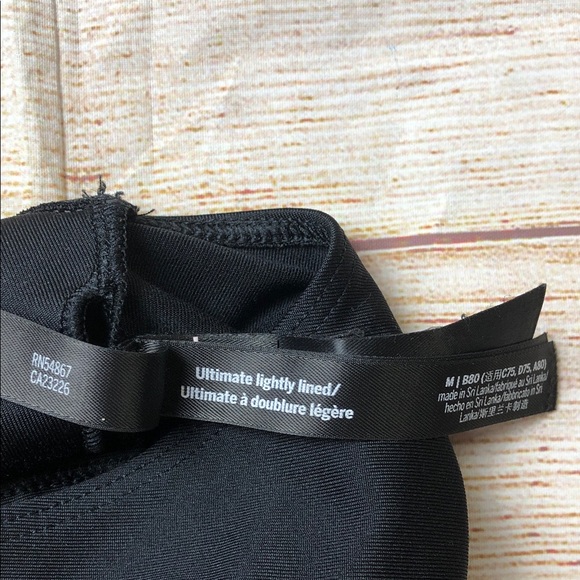 RN54867
CA23226
Ultimate lightly lined/
Ultimate à doublure légère
M | B80 (适用C75, D75, A80)
made in Sri Lanka/fabriqué au Sri Lanka/
hecho en Sri Lanka/fabbricato in Sri
Lanka/斯里兰卡制造